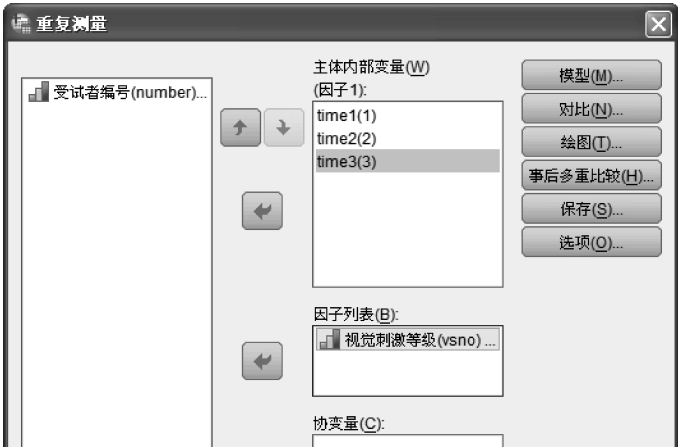 重复测量
受试者编号(number)...
主体内部变量(W)
(因子1):
time1(1)
time2(2)
time3(3)
因子列表(B):
视觉刺激等级(vsno) ...
协变量(C):
模型(M)...
对比(N)...
绘图(T)...
事后多重比较(H)...
保存(S)...
选项(O)...